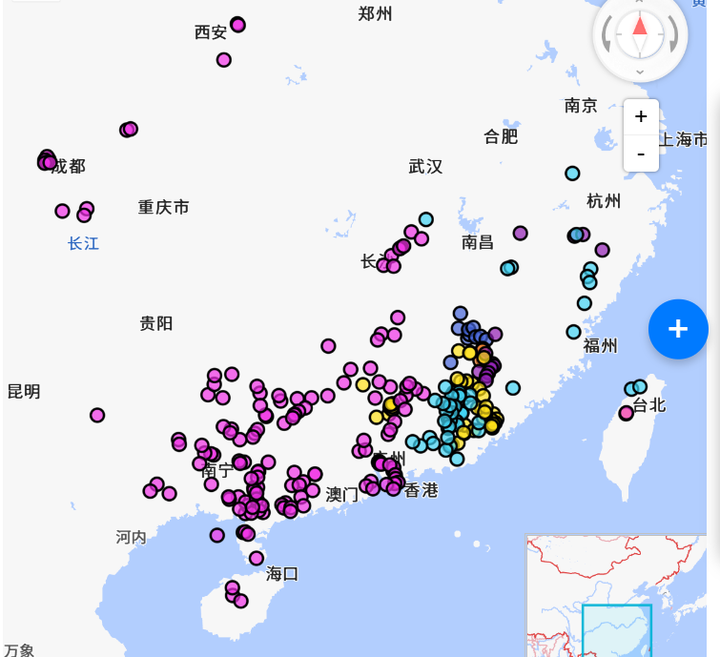 郑州
西安
南京
+
合肥
上海市
-
成都
武汉
杭州
重庆市
长江
南昌
长
贵阳
+
福州
昆明
台北
广州
南宁
澳门
香港
河内
海口
万象